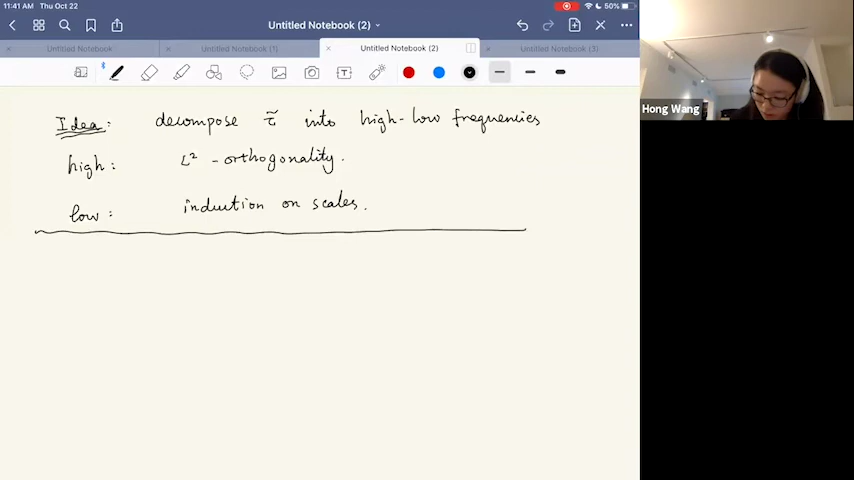 11:41 AM Thu Oct 22
50%
Untitled Notebook (2)
Untitled Notebook
Untitled Notebook (1)
Untitled Notebook (2)
Untitled Notebook (3)
Hong Wang
Idea: decompose τ̃ into high-low frequencies
high: L² - orthogonality.
low: induction on scales.